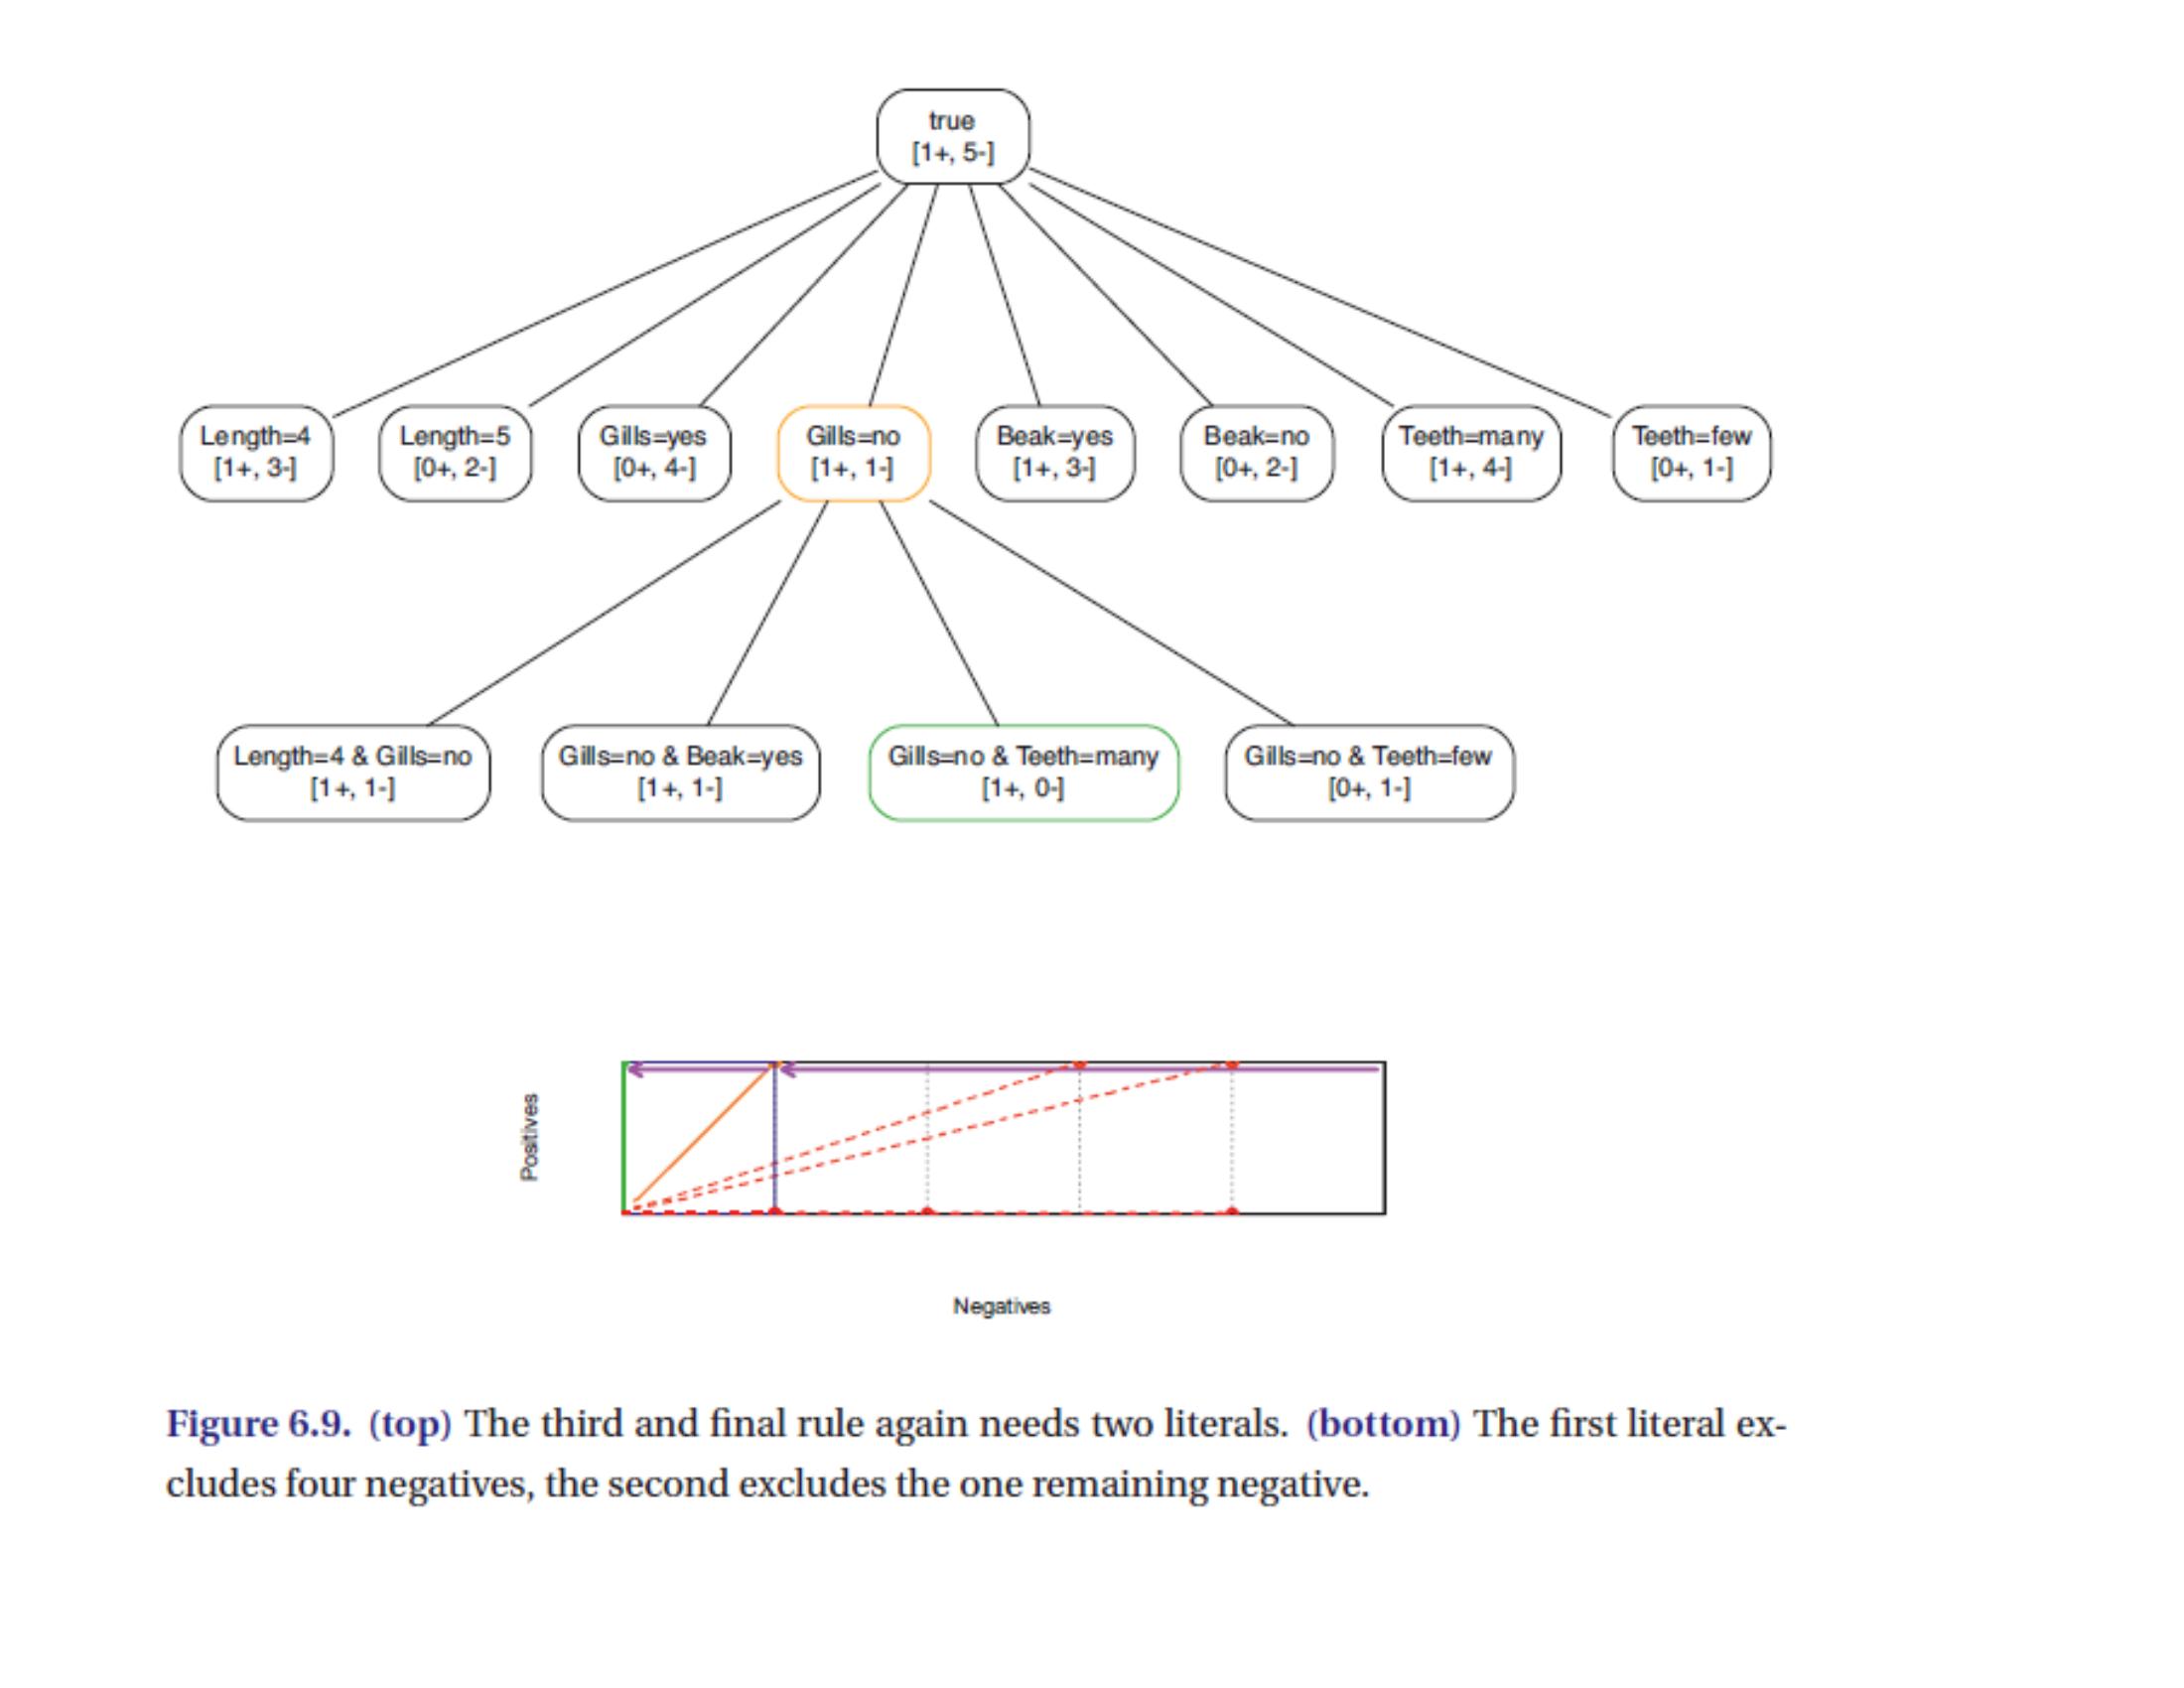 true
[1+, 5-]
Length=4
[1+, 3-]
Length=5
[0+, 2-]
Gills=yes
[0+, 4-]
Gills=no
[1+, 1-]
Beak=yes
[1+, 3-]
Beak=no
[0+, 2-]
Teeth=many
[1+, 4-]
Teeth=few
[0+, 1-]
Length=4 & Gills=no
[1+, 1-]
Gills=no & Beak=yes
[1+, 1-]
Gills=no & Teeth=many
[1+, 0-]
Gills=no & Teeth=few
[0+, 1-]
Positives
Negatives
Figure 6.9. (top) The third and final rule again needs two literals. (bottom) The first literal ex-
cludes four negatives, the second excludes the one remaining negative.